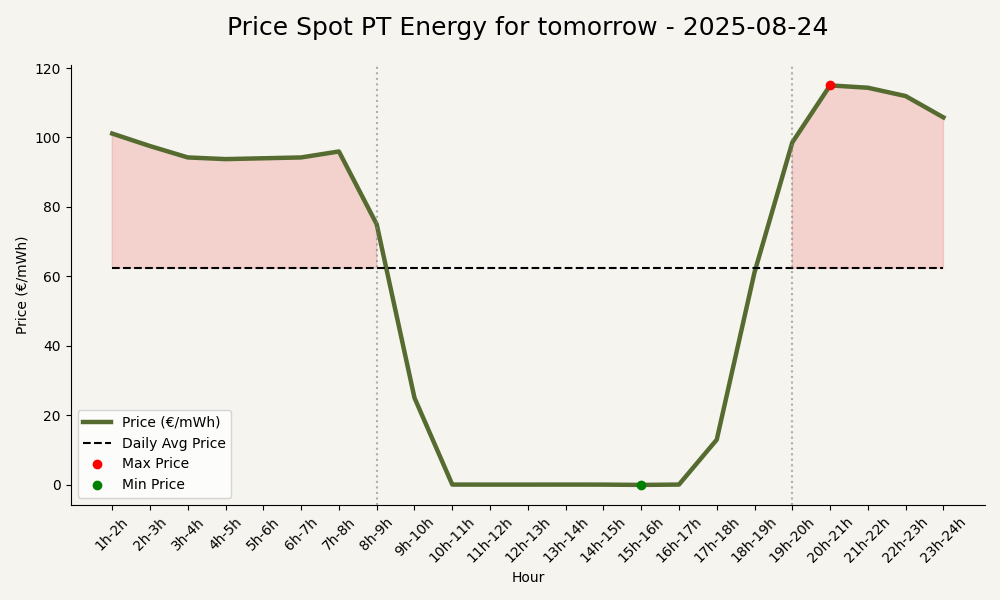 Price Spot PT Energy for tomorrow - 2025-08-24
Price (€/mWh)
120
100
80
60
40
20
0
Price (€/mWh)
Daily Avg Price
Max Price
Min Price
1h-2h
2h-3h
3h-4h
4h-5h
5h-6h
6h-7h
7h-8h
8h-9h
9h-10h
10h-11h
11h-12h
12h-13h
13h-14h
14h-15h
15h-16h
16h-17h
17h-18h
18h-19h
19h-20h
20h-21h
21h-22h
22h-23h
23h-24h
Hour